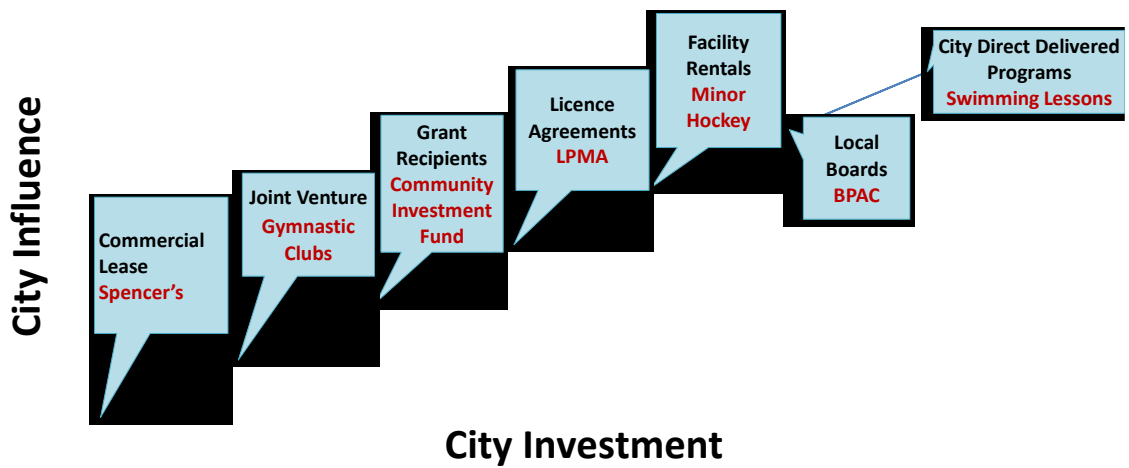 City Influence
Commercial
Lease
Spencer’s
Joint Venture
Gymnastic
Clubs
Grant
Recipients
Community
Investment
Fund
Licence
Agreements
LPMA
Facility
Rentals
Minor
Hockey
Local
Boards
BPAC
City Direct Delivered
Programs
Swimming Lessons
City Investment